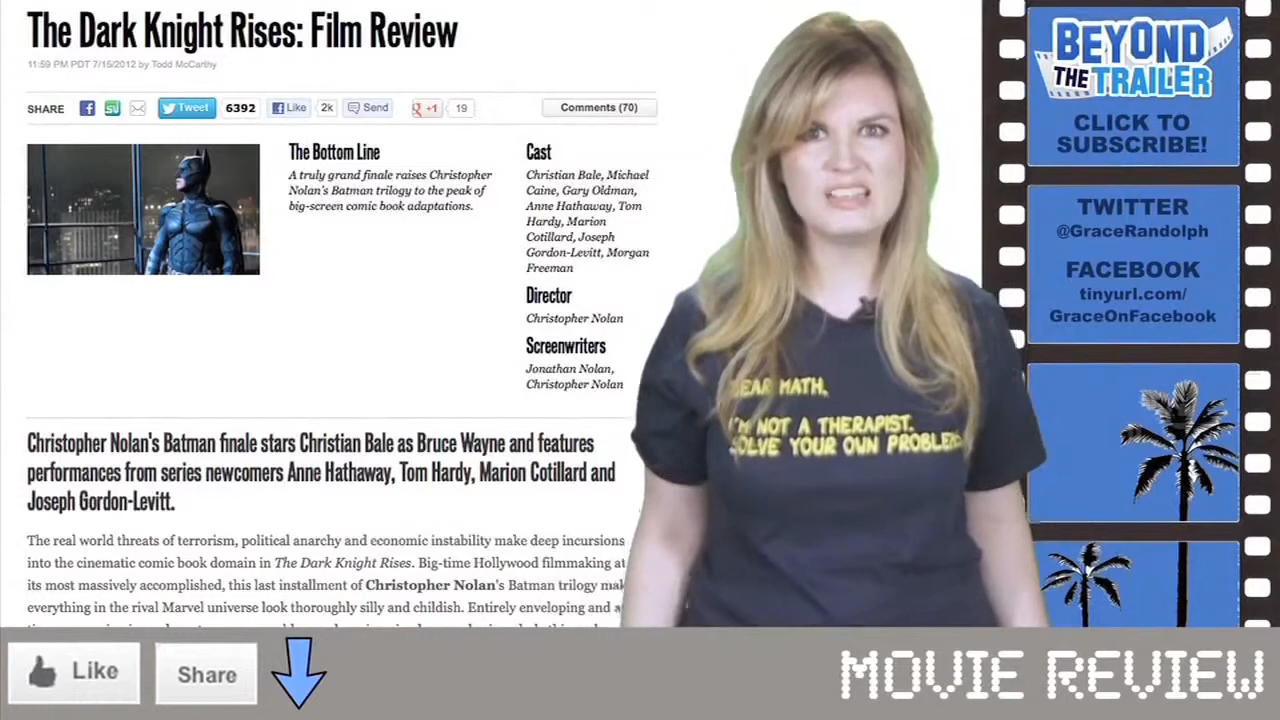 The Dark Knight Rises: Film Review
11:59 PM PDT 7/15/2012 by Todd McCarthy
SHARE
Tweet
6392
Like
2k
Send
+1
19
Comments (70)
The Bottom Line
A truly grand finale raises Christopher
Nolan's Batman trilogy to the peak of
big-screen comic book adaptations.
Cast
Christian Bale, Michael
Caine, Gary Oldman,
Anne Hathaway, Tom
Hardy, Marion
Cotillard, Joseph
Gordon-Levitt, Morgan
Freeman
Director
Christopher Nolan
Screenwriters
Jonathan Nolan,
Christopher Nolan
Christopher Nolan's Batman finale stars Christian Bale as Bruce Wayne and features
performances from series newcomers Anne Hathaway, Tom Hardy, Marion Cotillard and
Joseph Gordon-Levitt.
The real world threats of terrorism, political anarchy and economic instability make deep incursions
into the cinematic comic book domain in The Dark Knight Rises. Big-time Hollywood filmmaking at
its most massively accomplished, this last installment of Christopher Nolan's Batman trilogy
everything in the rival Marvel universe look thoroughly silly and childish. Entirely enveloping and
EAR MATH,
I'M NOT A THERAPIST.
OLVE YOUR OWN PROBLEM
BEYOND
THE TRAILER
CLICK TO
SUBSCRIBE!
TWITTER
@GraceRandolph
FACEBOOK
tinyurl.com/
GraceOnFacebook
Like
Share
MOVIE REVIEW